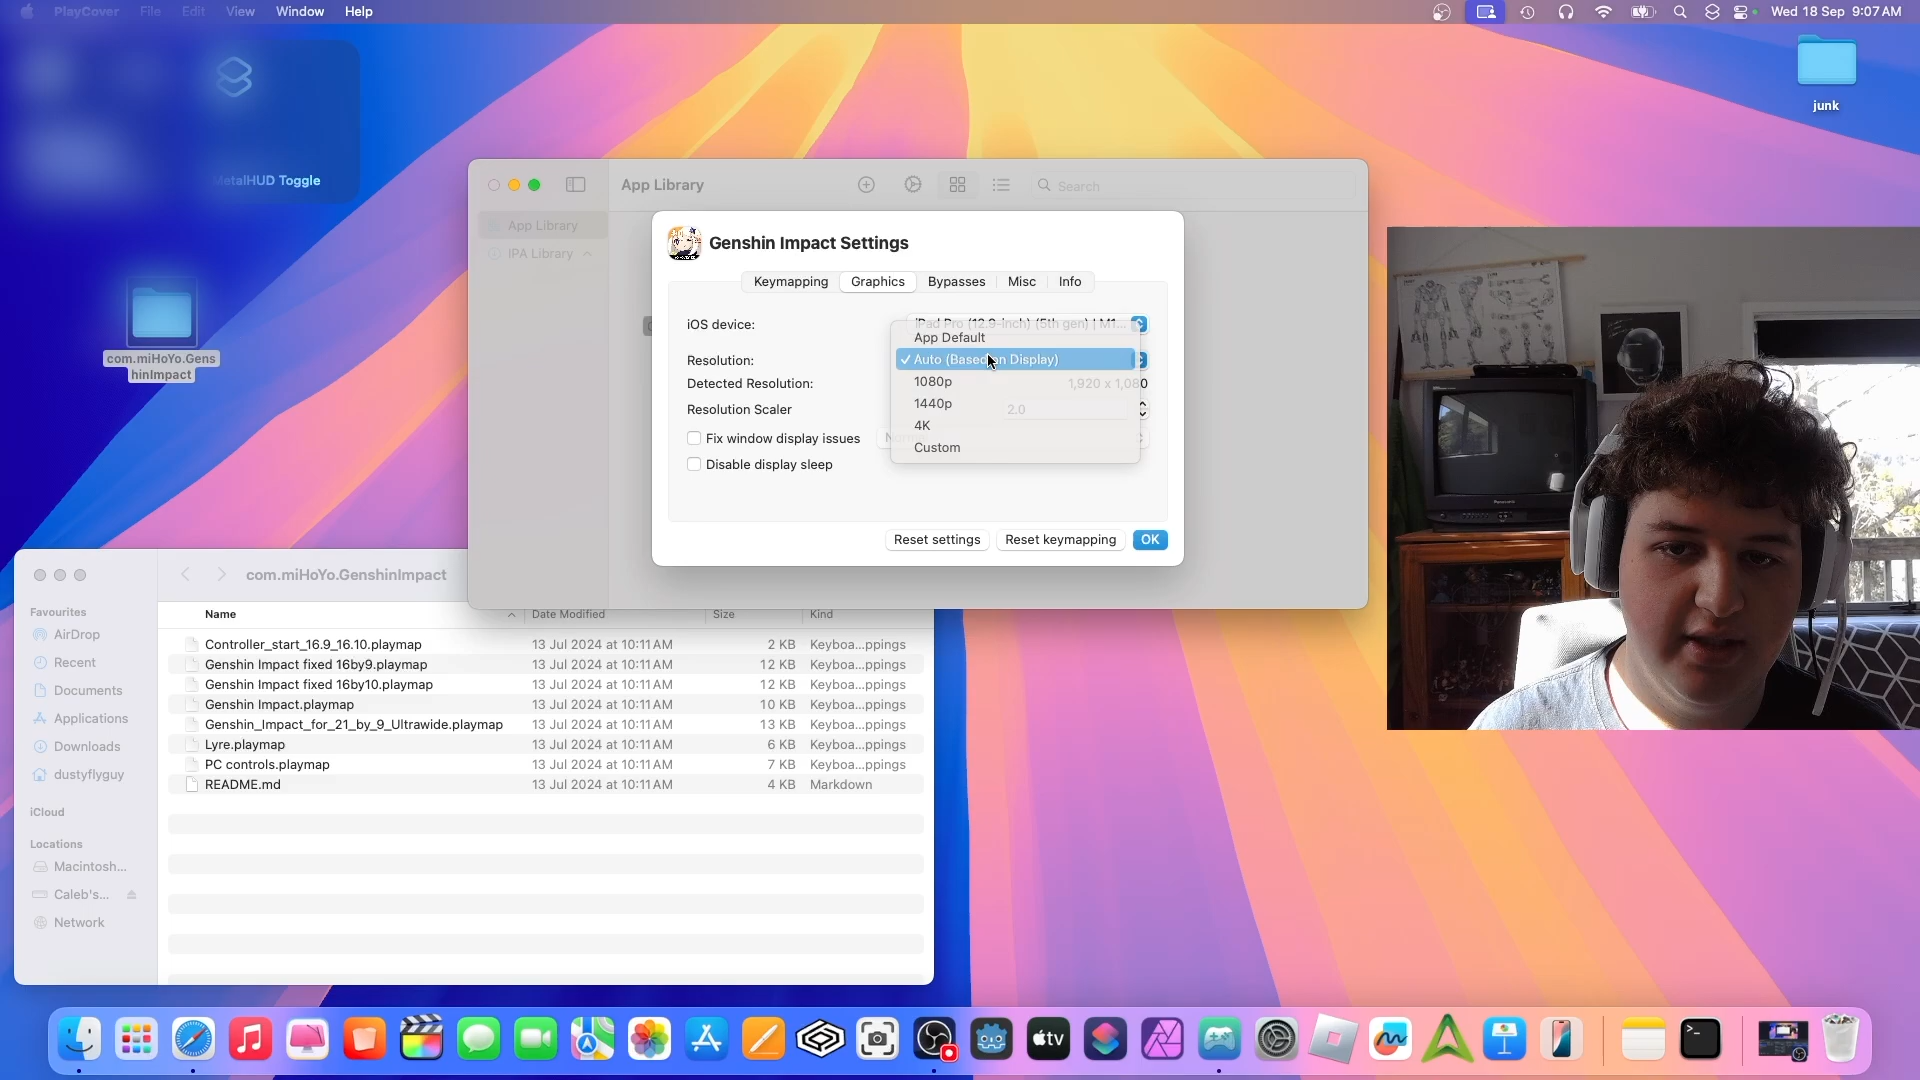 PlayCover File Edit View Window Help
Wed 18 Sep 9:07 AM
junk
MetalHUD Toggle
com.miHoYo.Gens
hinImpact
App Library
Search
App Library
IPA Library
Genshin Impact Settings
Keymapping Graphics Bypasses Misc Info
iOS device: iPad Pro (12.9-inch) (5th gen) | M1...
App Default
Resolution: Auto (Based on Display)
1080p
Detected Resolution: 1,920 x 1,080
1440p
Resolution Scaler 2.0
4K
Fix window display issues
Custom
Disable display sleep
Reset settings Reset keymapping OK
com.miHoYo.GenshinImpact
Favourites
AirDrop
Recent
Documents
Applications
Downloads
dustyflyguy
iCloud
Locations
Macintosh...
Caleb's...
Network
Name Date Modified Size Kind
Controller_start_16.9_16.10.playmap 13 Jul 2024 at 10:11 AM 2 KB Keyboa...ppings
Genshin Impact fixed 16by9.playmap 13 Jul 2024 at 10:11 AM 12 KB Keyboa...ppings
Genshin Impact fixed 16by10.playmap 13 Jul 2024 at 10:11 AM 12 KB Keyboa...ppings
Genshin Impact.playmap 13 Jul 2024 at 10:11 AM 10 KB Keyboa...ppings
Genshin_Impact_for_21_by_9_Ultrawide.playmap 13 Jul 2024 at 10:11 AM 13 KB Keyboa...ppings
Lyre.playmap 13 Jul 2024 at 10:11 AM 6 KB Keyboa...ppings
PC controls.playmap 13 Jul 2024 at 10:11 AM 7 KB Keyboa...ppings
README.md 13 Jul 2024 at 10:11 AM 4 KB Markdown
tv